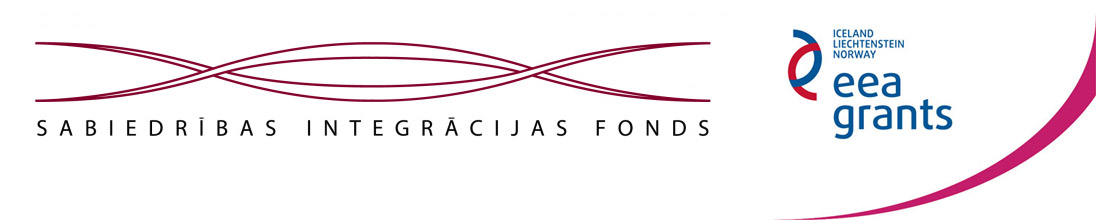 SABIEDRĪBAS INTEGRĀCIJAS FONDS
ICELAND
LIECHTENSTEIN
NORWAY
eea
grants